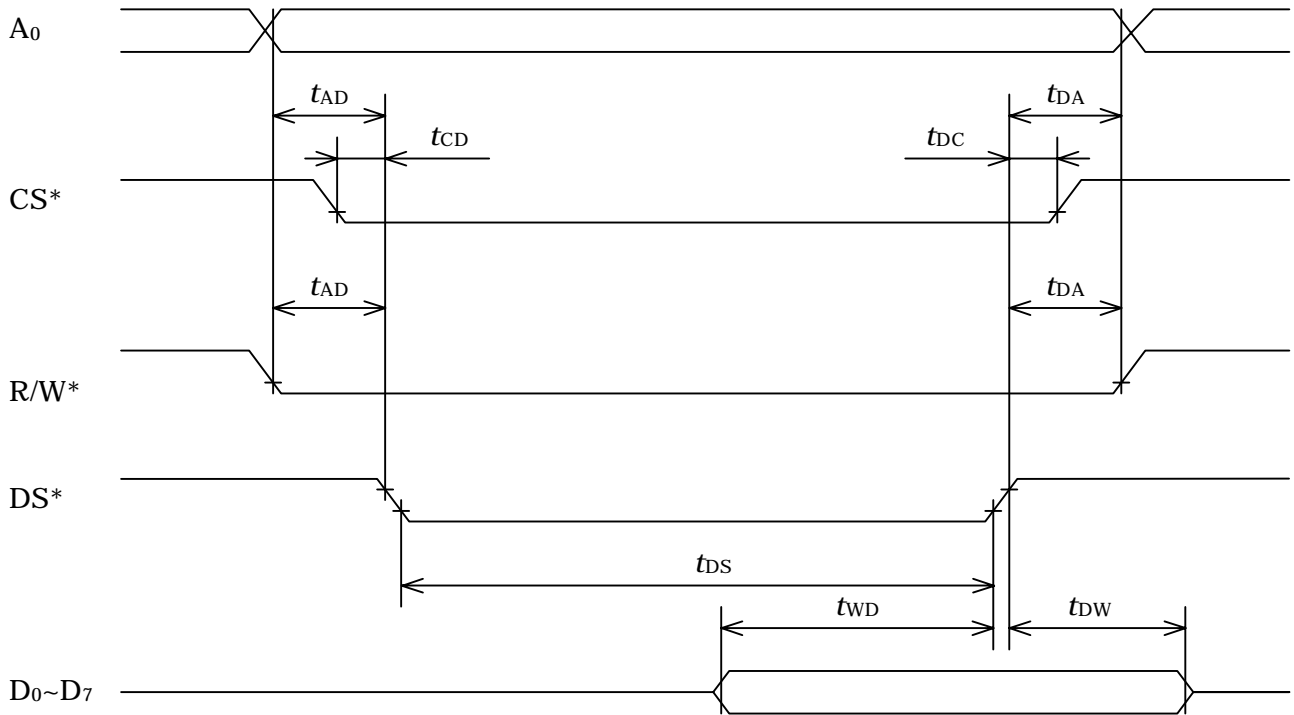 A₀
tAD
tDA
tCD
tDC
CS*
tAD
tDA
R/W*
DS*
tDS
tWD
tDW
D₀~D₇